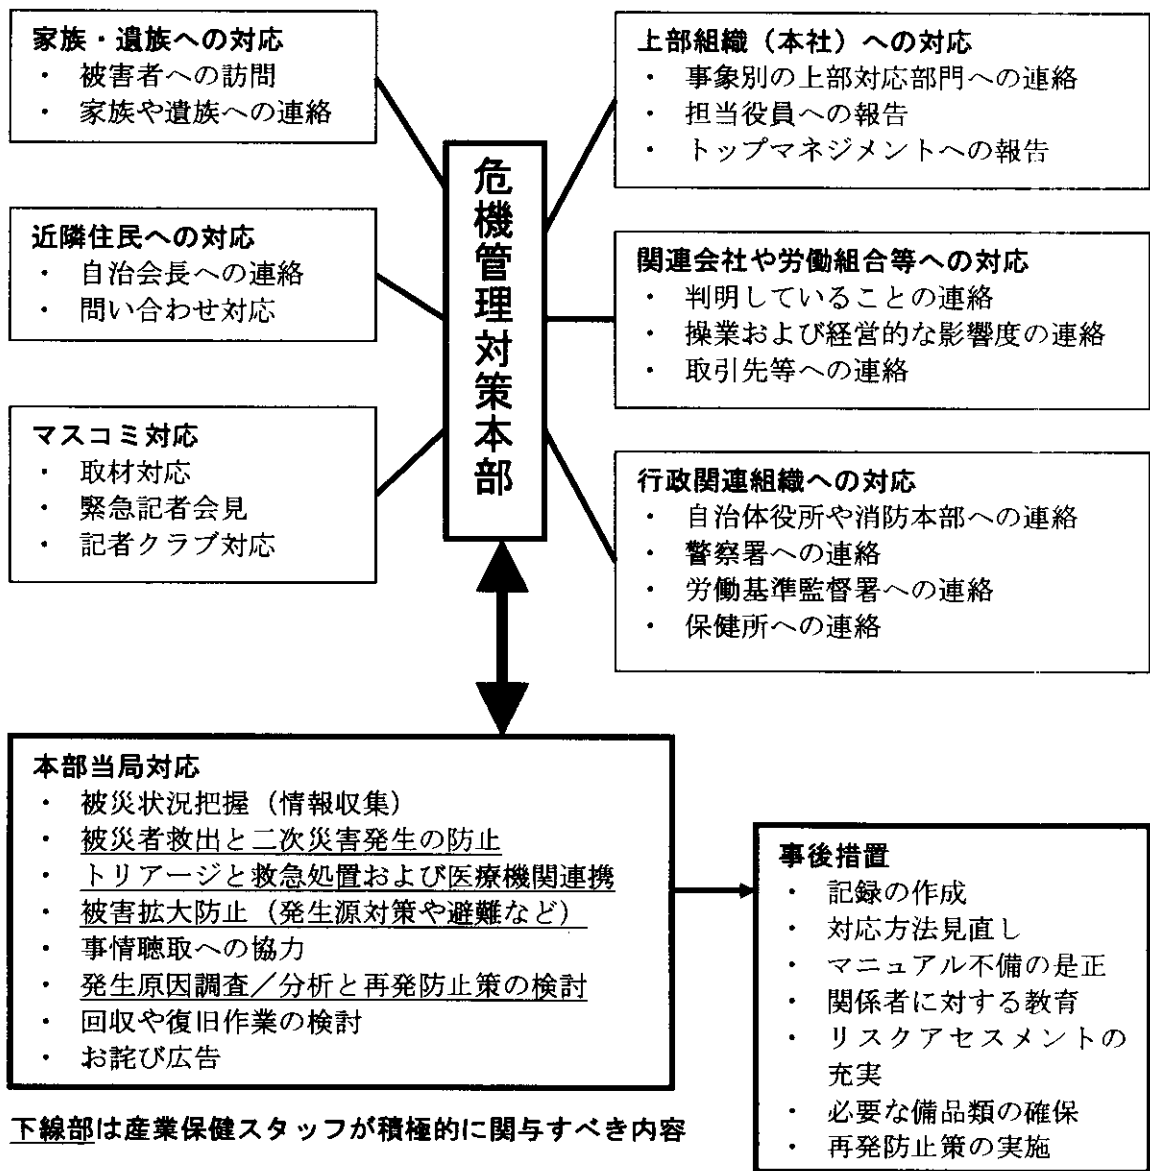 家族・遺族への対応
・ 被害者への訪問
・ 家族や遺族への連絡
近隣住民への対応
・ 自治会長への連絡
・ 問い合わせ対応
マスコミ対応
・ 取材対応
・ 緊急記者会見
・ 記者クラブ対応
危機管理対策本部
上部組織（本社）への対応
・ 事象別の上部対応部門への連絡
・ 担当役員への報告
・ トップマネジメントへの報告
関連会社や労働組合等への対応
・ 判明していることの連絡
・ 操業および経営的な影響度の連絡
・ 取引先等への連絡
行政関連組織への対応
・ 自治体役所や消防本部への連絡
・ 警察署への連絡
・ 労働基準監督署への連絡
・ 保健所への連絡
本部当局対応
・ 被災状況把握（情報収集）
・ 被災者救出と二次災害発生の防止
・ トリアージと救急処置および医療機関連携
・ 被害拡大防止（発生源対策や避難など）
・ 事情聴取への協力
・ 発生原因調査／分析と再発防止策の検討
・ 回収や復旧作業の検討
・ お詫び広告
事後措置
・ 記録の作成
・ 対応方法見直し
・ マニュアル不備の是正
・ 関係者に対する教育
・ リスクアセスメントの
充実
・ 必要な備品類の確保
・ 再発防止策の実施
下線部は産業保健スタッフが積極的に関与すべき内容